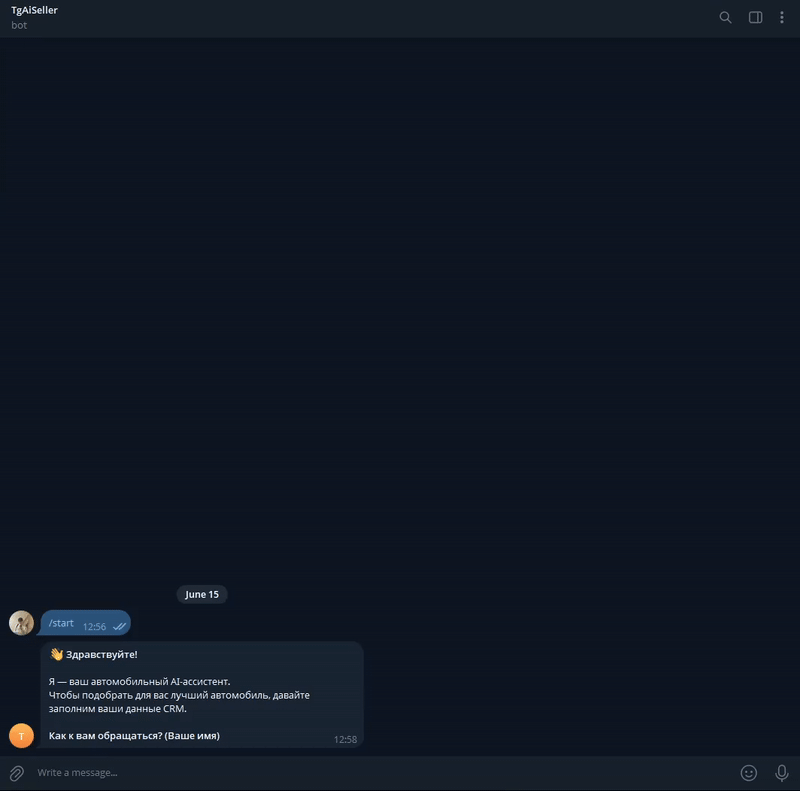 TgAiSeller
bot
June 15
/start 12:56
👋 Здравствуйте!
Я — ваш автомобильный AI-ассистент.
Чтобы подобрать для вас лучший автомобиль, давайте
заполним ваши данные CRM.
Как к вам обращаться? (Ваше имя) 12:58
T
Write a message...